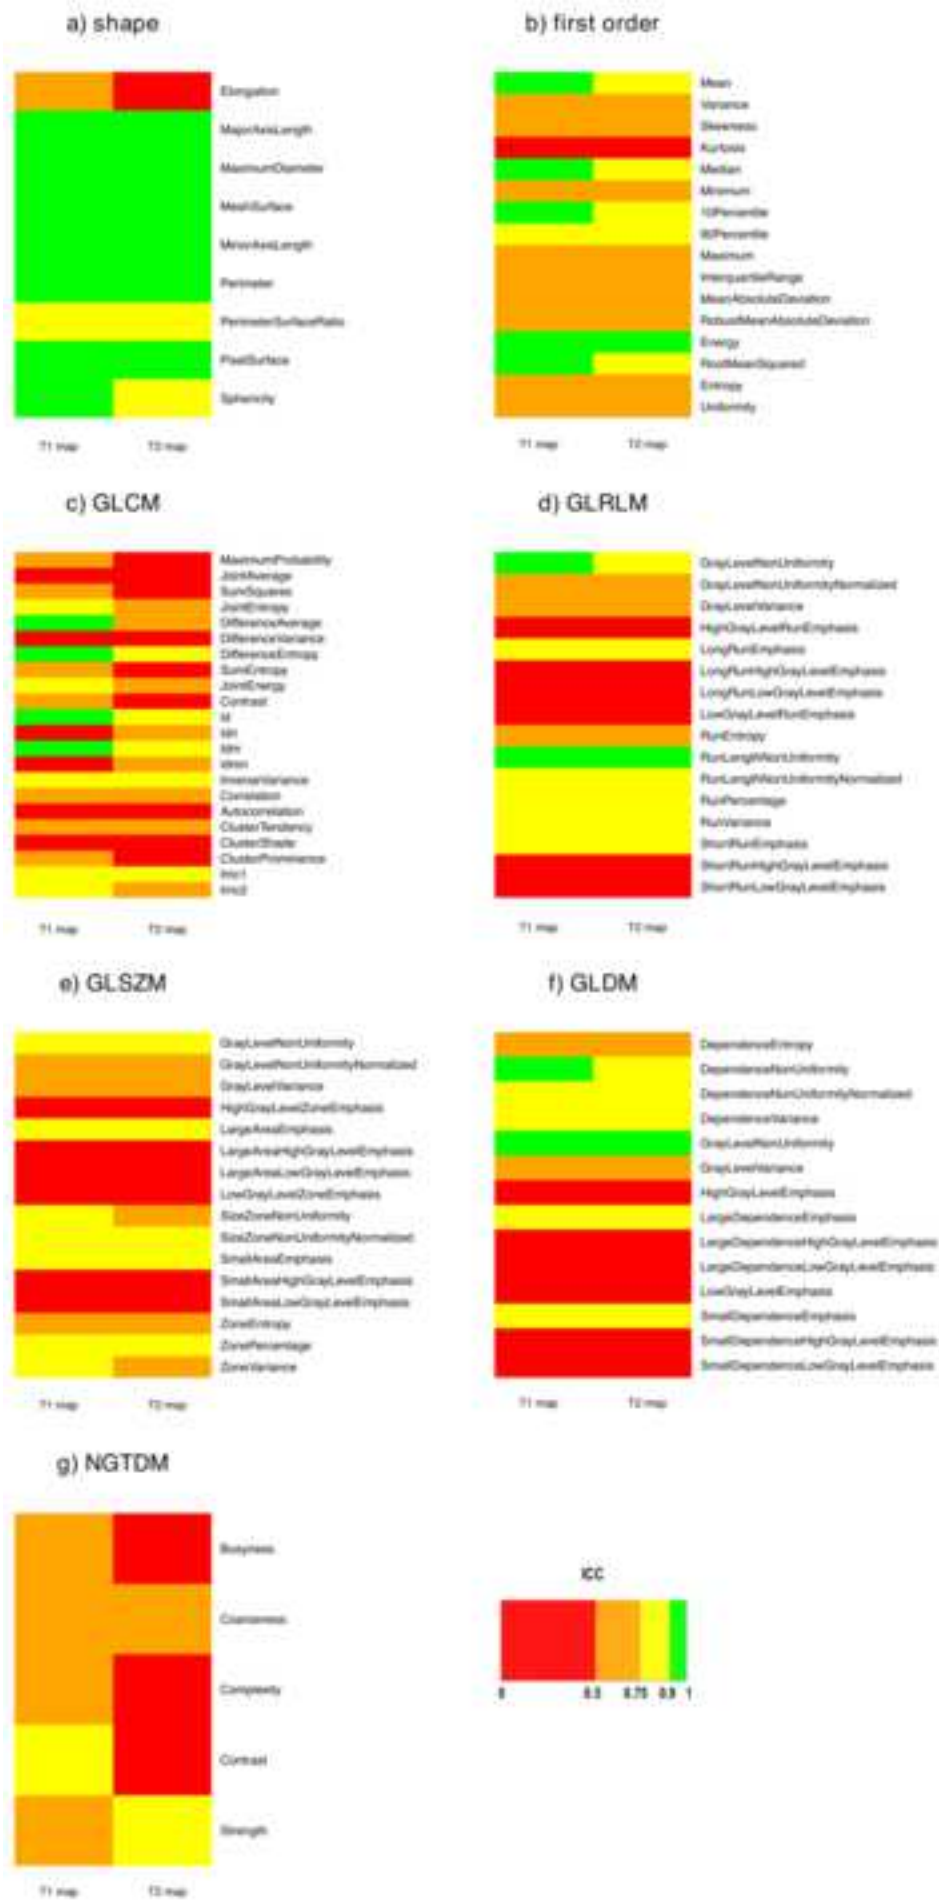 a) shape
Elongation
MajorAxisLength
MaximumDiameter
MeshSurface
MinorAxisLength
Perimeter
PerimeterSurfaceRatio
PixelSurface
Sphericity
T1 map T2 map
b) first order
Mean
Variance
Skewness
Kurtosis
Median
Minimum
10Percentile
90Percentile
Maximum
InterquartileRange
MeanAbsoluteDeviation
RobustMeanAbsoluteDeviation
Energy
RootMeanSquared
Entropy
Uniformity
T1 map T2 map
c) GLCM
MaximumProbability
JointAverage
SumSquares
JointEntropy
DifferenceAverage
DifferenceVariance
DifferenceEntropy
SumEntropy
JointEnergy
Contrast
Id
Idn
Idm
Idmn
InverseVariance
Correlation
Autocorrelation
ClusterTendency
ClusterShade
ClusterProminence
Imc1
Imc2
T1 map T2 map
d) GLRLM
GrayLevelNonUniformity
GrayLevelNonUniformityNormalized
GrayLevelVariance
HighGrayLevelRunEmphasis
LongRunEmphasis
LongRunHighGrayLevelEmphasis
LongRunLowGrayLevelEmphasis
LowGrayLevelRunEmphasis
RunEntropy
RunLengthNonUniformity
RunLengthNonUniformityNormalized
RunPercentage
RunVariance
ShortRunEmphasis
ShortRunHighGrayLevelEmphasis
ShortRunLowGrayLevelEmphasis
T1 map T2 map
e) GLSZM
GrayLevelNonUniformity
GrayLevelNonUniformityNormalized
GrayLevelVariance
HighGrayLevelZoneEmphasis
LargeAreaEmphasis
LargeAreaHighGrayLevelEmphasis
LargeAreaLowGrayLevelEmphasis
LowGrayLevelZoneEmphasis
SizeZoneNonUniformity
SizeZoneNonUniformityNormalized
SmallAreaEmphasis
SmallAreaHighGrayLevelEmphasis
SmallAreaLowGrayLevelEmphasis
ZoneEntropy
ZonePercentage
ZoneVariance
T1 map T2 map
f) GLDM
DependenceEntropy
DependenceNonUniformity
DependenceNonUniformityNormalized
DependenceVariance
GrayLevelNonUniformity
GrayLevelVariance
HighGrayLevelEmphasis
LargeDependenceEmphasis
LargeDependenceHighGrayLevelEmphasis
LargeDependenceLowGrayLevelEmphasis
LowGrayLevelEmphasis
SmallDependenceEmphasis
SmallDependenceHighGrayLevelEmphasis
SmallDependenceLowGrayLevelEmphasis
T1 map T2 map
g) NGTDM
Busyness
Coarseness
Complexity
Contrast
Strength
T1 map T2 map
ICC
0 0.5 0.75 0.9 1